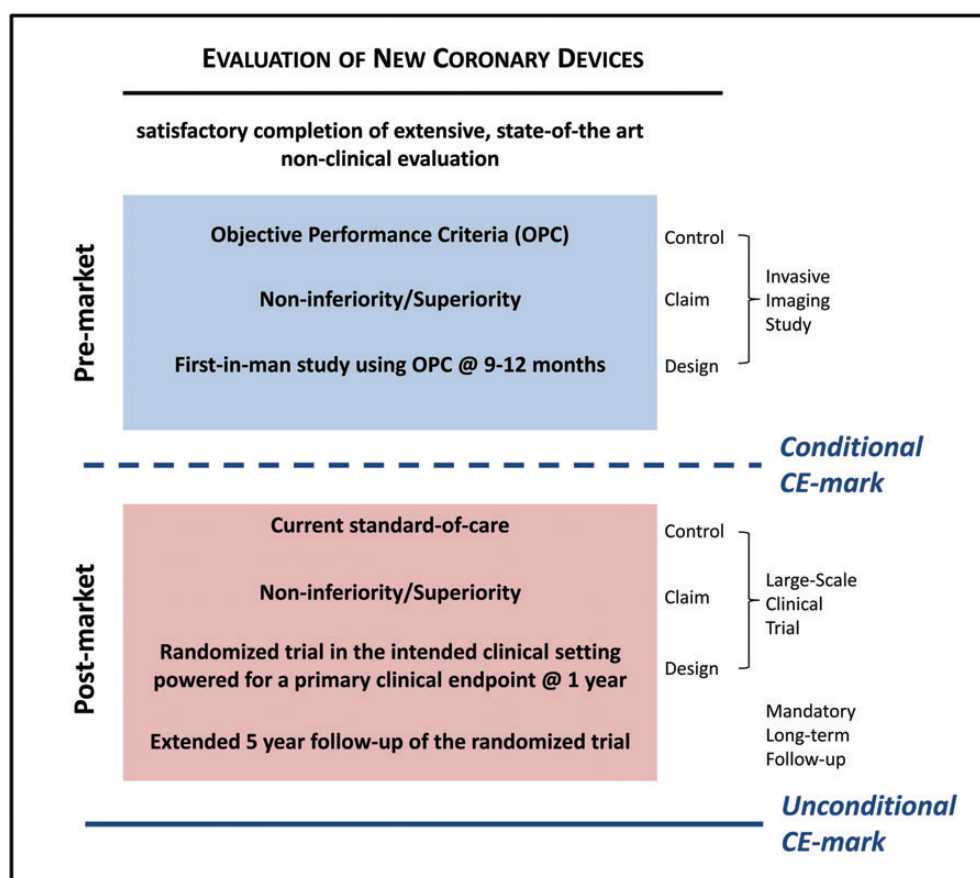 EVALUATION OF NEW CORONARY DEVICES
satisfactory completion of extensive, state-of-the art
non-clinical evaluation
Pre-market
Objective Performance Criteria (OPC)
Control
Non-inferiority/Superiority
Claim
First-in-man study using OPC @ 9-12 months
Design
Invasive
Imaging
Study
Conditional
CE-mark
Post-market
Current standard-of-care
Control
Non-inferiority/Superiority
Claim
Randomized trial in the intended clinical setting
powered for a primary clinical endpoint @ 1 year
Design
Large-Scale
Clinical
Trial
Extended 5 year follow-up of the randomized trial
Mandatory
Long-term
Follow-up
Unconditional
CE-mark